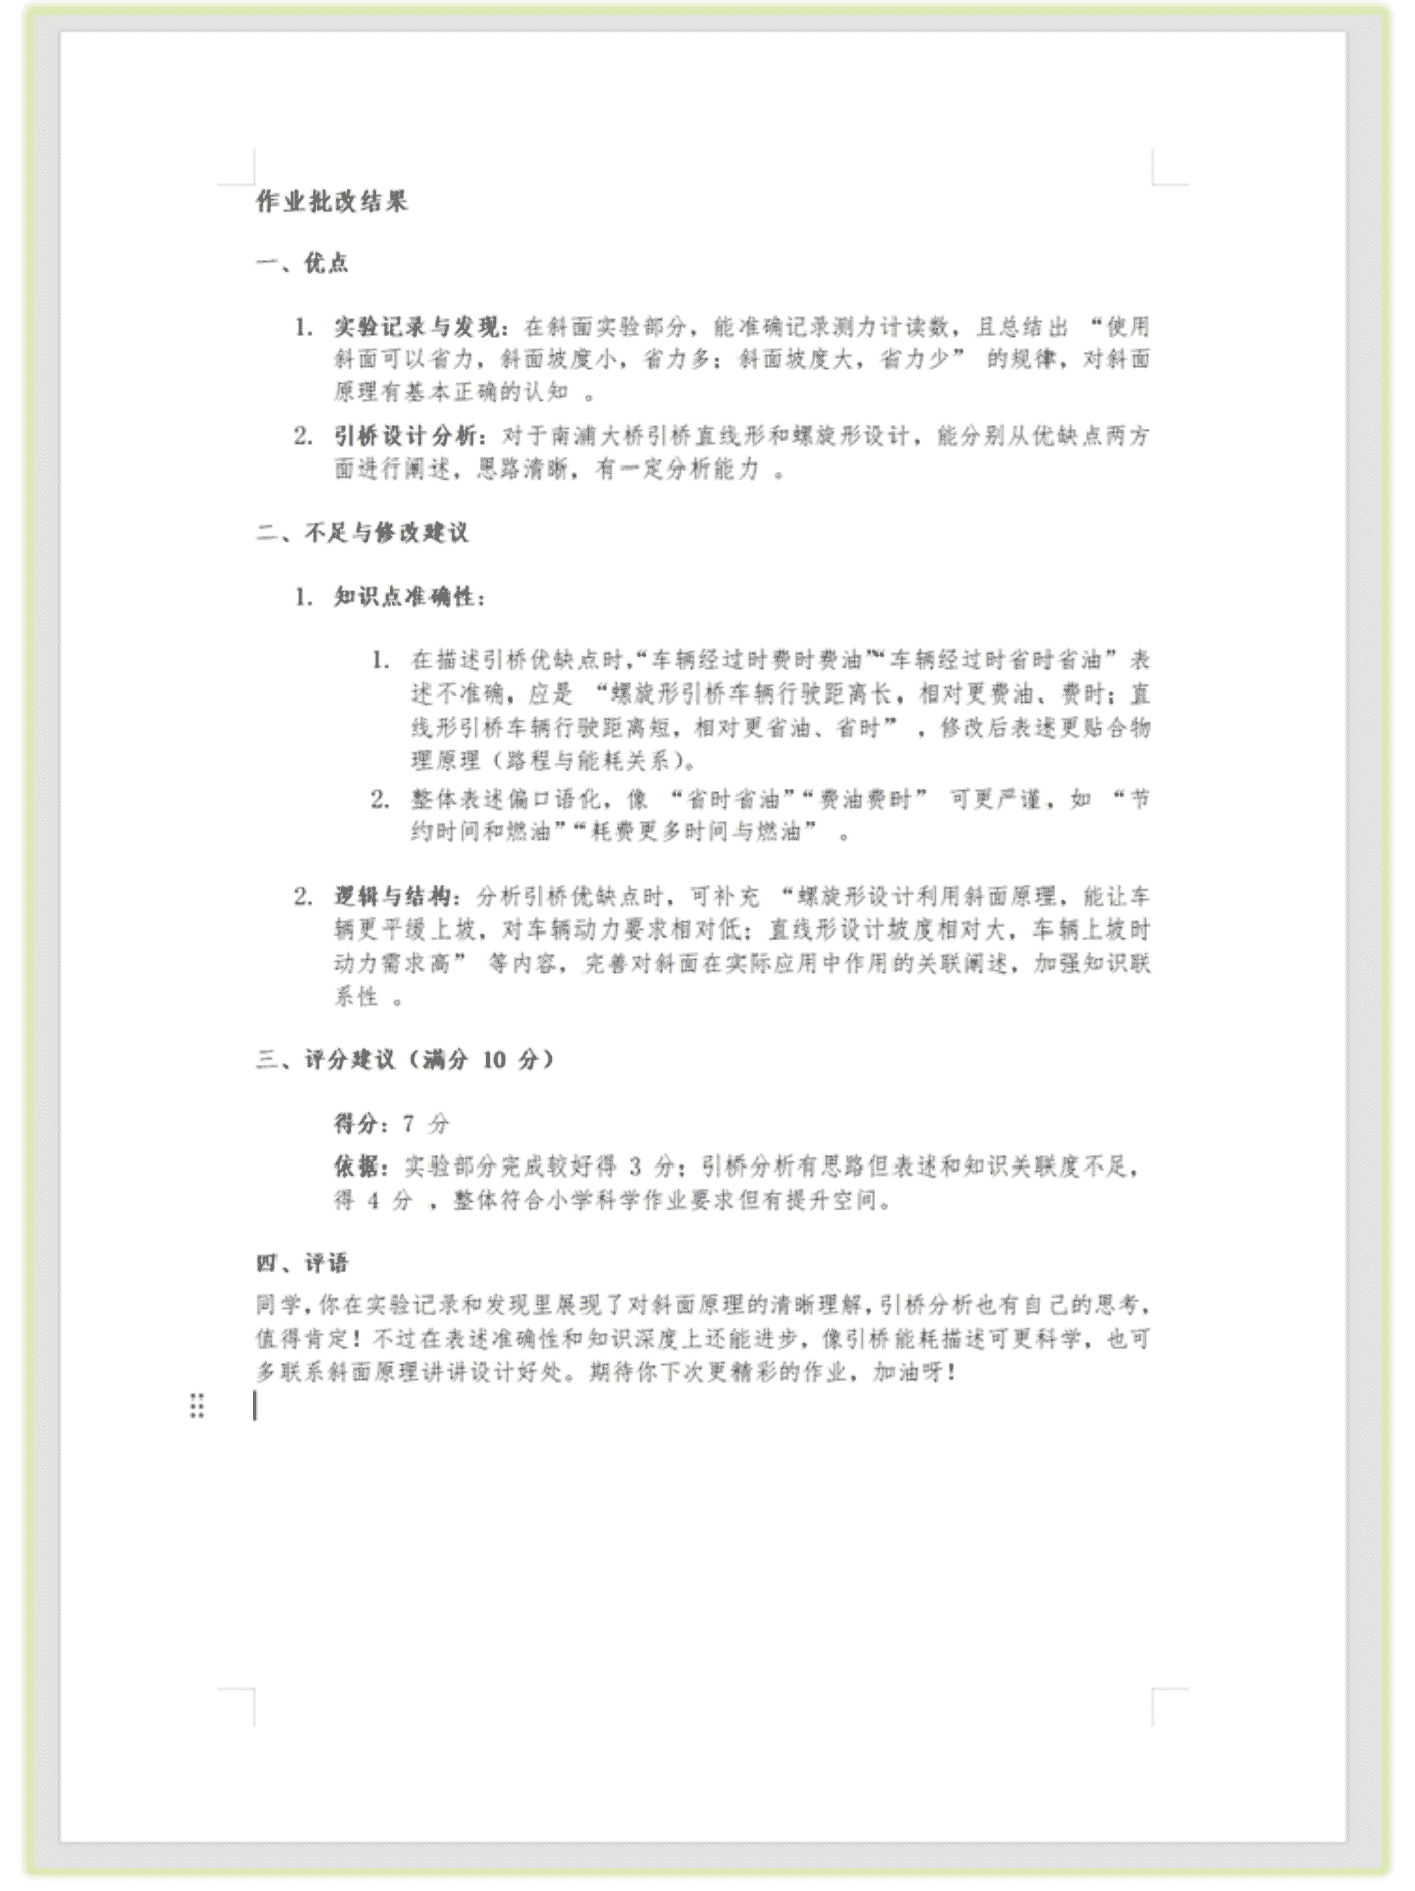 作业批改结果
一、优点
1. 实验记录与发现：在斜面实验部分，能准确记录测力计读数，且总结出 “使用
斜面可以省力，斜面坡度小，省力多；斜面坡度大，省力少” 的规律，对斜面
原理有基本正确的认知 。
2. 引桥设计分析：对于南浦大桥引桥直线形和螺旋形设计，能分别从优缺点两方
面进行阐述，思路清晰，有一定分析能力 。
二、不足与修改建议
1. 知识点准确性：
1. 在描述引桥优缺点时，“车辆经过时费时费油”“车辆经过时省时省油” 表
述不准确，应是 “螺旋形引桥车辆行驶距离长，相对更费油、费时；直
线形引桥车辆行驶距离短，相对更省油、省时” ，修改后表述更贴合物
理原理（路程与能耗关系）。
2. 整体表述偏口语化，像 “省时省油”“费油费时” 可更严谨，如 “节
约时间和燃油”“耗费更多时间与燃油” 。
2. 逻辑与结构：分析引桥优缺点时，可补充 “螺旋形设计利用斜面原理，能让车
辆更平缓上坡，对车辆动力要求相对低；直线形设计坡度相对大，车辆上坡时
动力需求高” 等内容，完善对斜面在实际应用中作用的关联阐述，加强知识联
系性 。
三、评分建议（满分 10 分）
得分：7 分
依据：实验部分完成较好得 3 分；引桥分析有思路但表述和知识关联度不足，
得 4 分 ，整体符合小学科学作业要求但有提升空间。
四、评语
同学，你在实验记录和发现里展现了对斜面原理的清晰理解，引桥分析也有自己的思考，
值得肯定！不过在表述准确性和知识深度上还能进步，像引桥能耗描述可更科学，也可
多联系斜面原理讲讲设计好处。期待你下次更精彩的作业，加油呀！